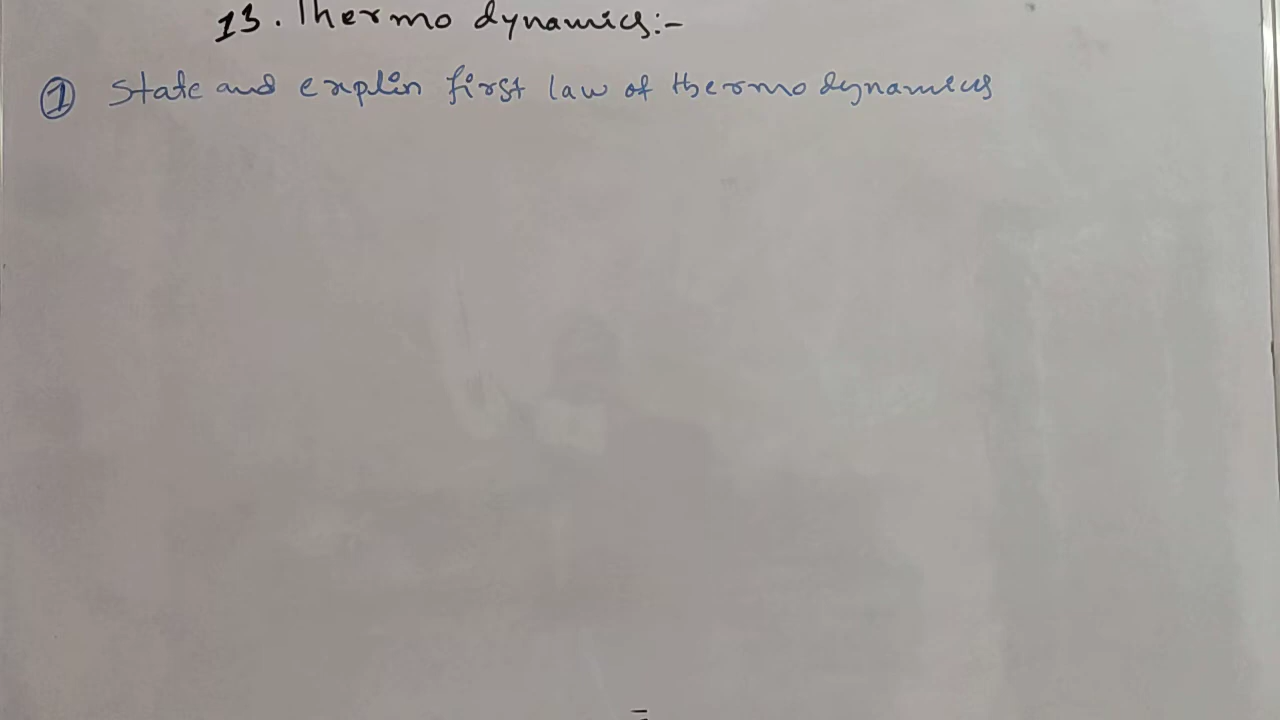 13. Thermo dynamics:-
① State and explin first law of thermo dynamics